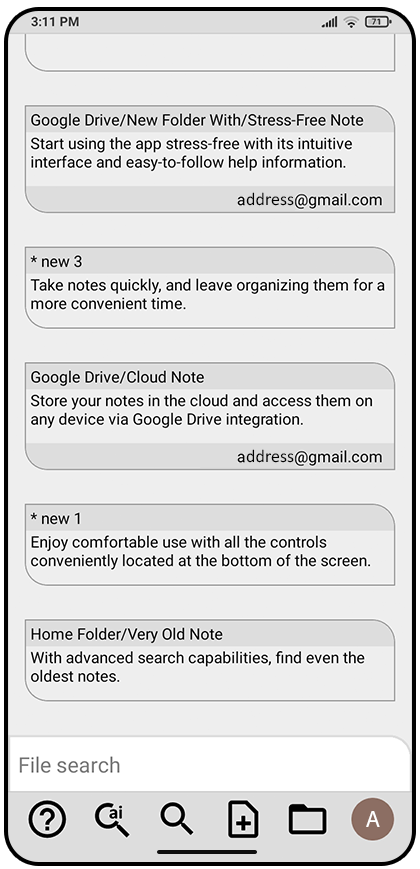 3:11 PM
71
Google Drive/New Folder With/Stress-Free Note
Start using the app stress-free with its intuitive
interface and easy-to-follow help information.
address@gmail.com
* new 3
Take notes quickly, and leave organizing them for a
more convenient time.
Google Drive/Cloud Note
Store your notes in the cloud and access them on
any device via Google Drive integration.
address@gmail.com
* new 1
Enjoy comfortable use with all the controls
conveniently located at the bottom of the screen.
Home Folder/Very Old Note
With advanced search capabilities, find even the
oldest notes.
File search
?
ai
A